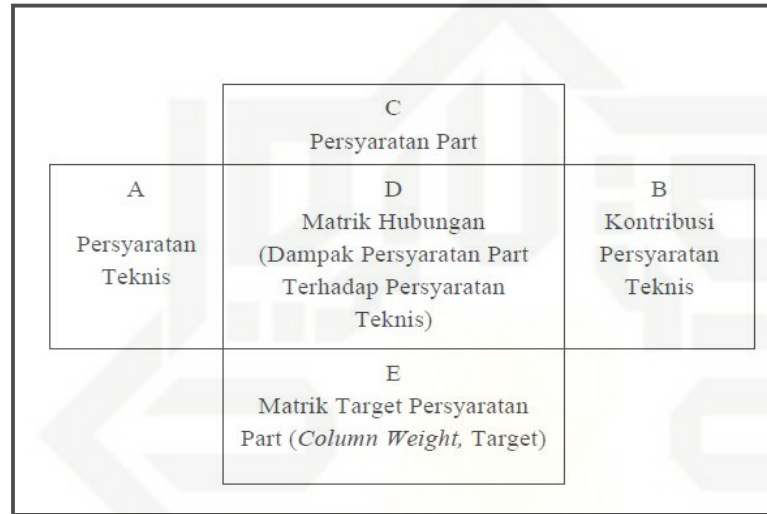 C
Persyaratan Part
A
Persyaratan
Teknis
D
Matrik Hubungan
(Dampak Persyaratan Part
Terhadap Persyaratan
Teknis)
B
Kontribusi
Persyaratan
Teknis
E
Matrik Target Persyaratan
Part (Column Weight, Target)